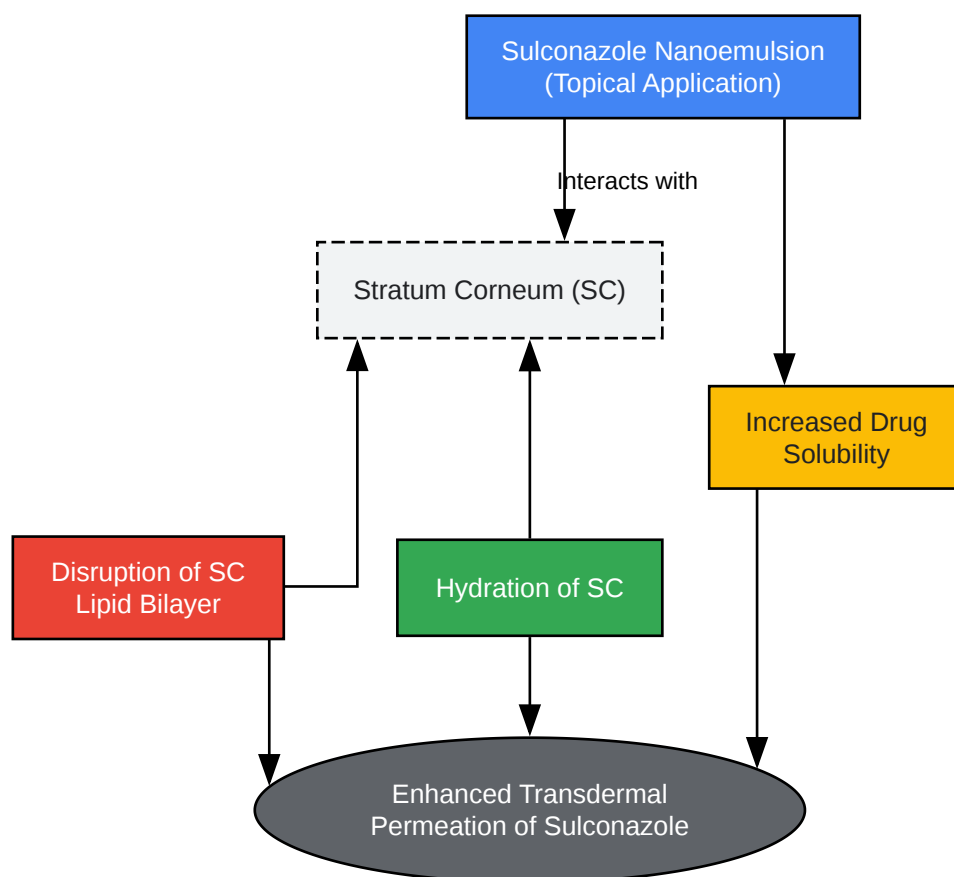 Sulconazole Nanoemulsion
(Topical Application)
Interacts with
Stratum Corneum (SC)
Increased Drug
Solubility
Disruption of SC
Lipid Bilayer
Hydration of SC
Enhanced Transdermal
Permeation of Sulconazole